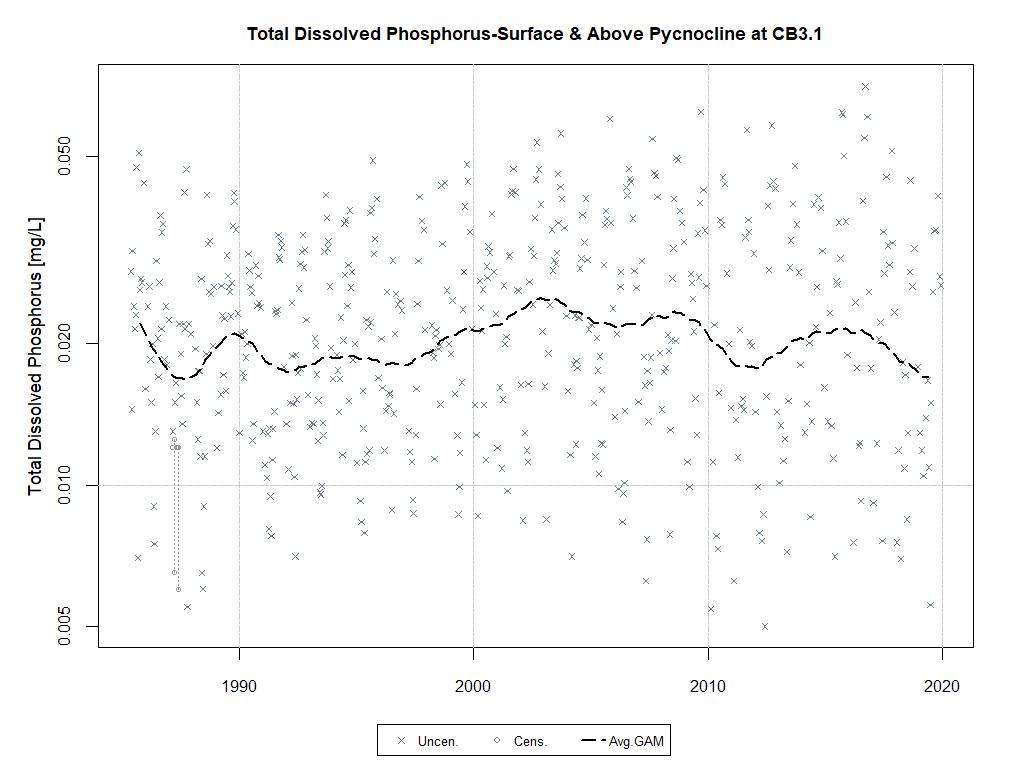 Total Dissolved Phosphorus-Surface & Above Pycnocline at CB3.1
Total Dissolved Phosphorus [mg/L]
0.050
0.020
0.010
0.005
1990 2000 2010 2020
Uncen. Cens. Avg.GAM